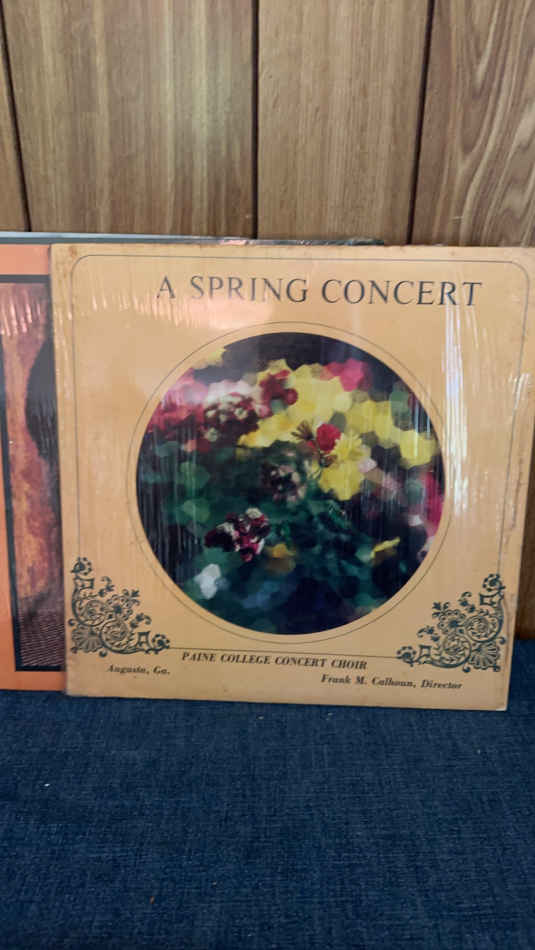 A SPRING CONCERT
PAINE COLLEGE CONCERT CHOIR
Augusta, Ga.
Frank M. Calhoun, Director